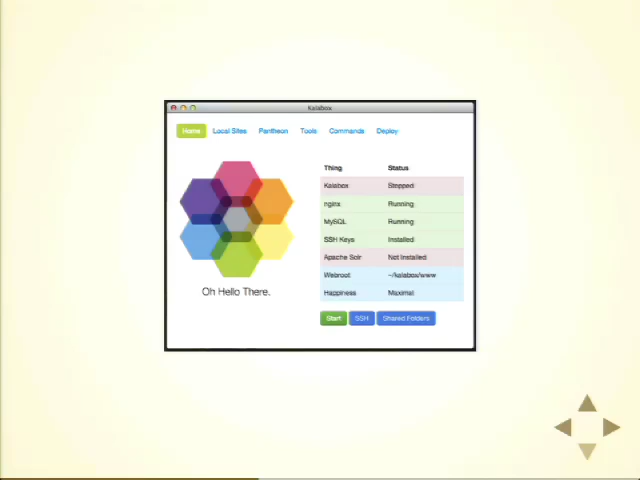 Kalabox
Home Local Sites Pantheon Tools Commands Deploy
Thing Status
Kalabox Stopped
nginx Running
MySQL Running
SSH Keys Installed
Apache Solr Not Installed
Webroot ~/kalabox/www
Happiness Maximal
Oh Hello There.
Start SSH Shared Folders